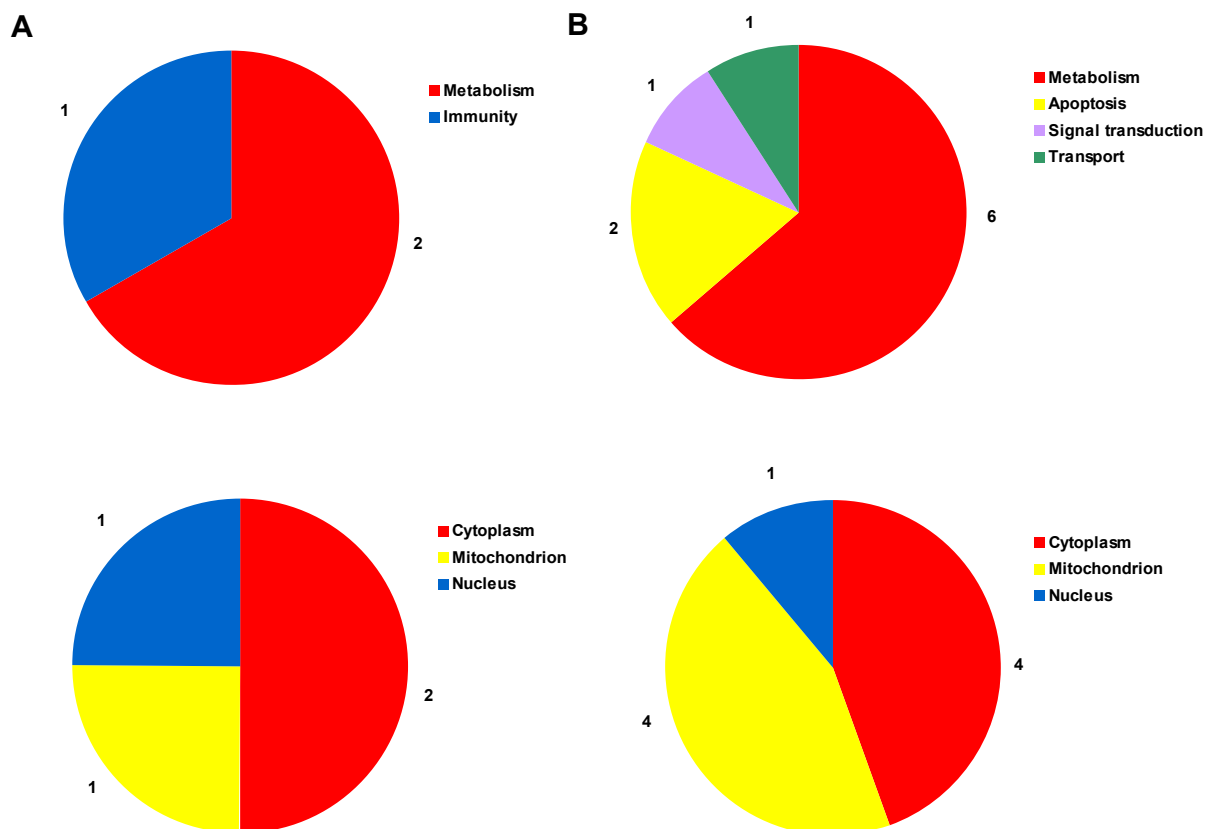 A
1
2
Metabolism
Immunity
B
1
1
2
6
Metabolism
Apoptosis
Signal transduction
Transport
1
1
2
Cytoplasm
Mitochondrion
Nucleus
1
4
4
Cytoplasm
Mitochondrion
Nucleus